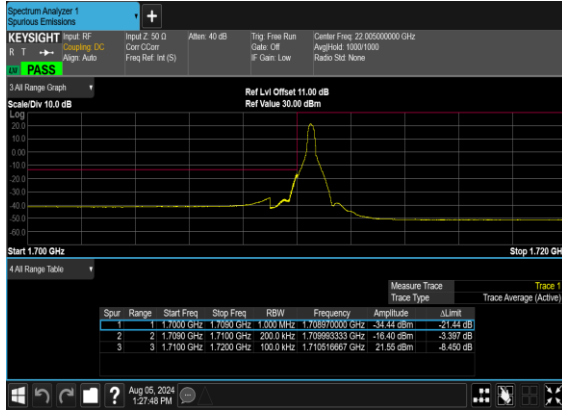 Spectrum Analyzer 1
Spurious Emissions
+
KEYSIGHT Input: RF Input Z: 50 Ω Atten: 40 dB Trig: Free Run Center Freq: 22.005000000 GHz
R T Coupling: DC Corr CCorr Gate: Off Avg|Hold: 1000/1000
Align: Auto Freq Ref: Int (S) IF Gain: Low Radio Std: None
PASS
3 All Range Graph
Ref Lvl Offset 11.00 dB
Scale/Div 10.0 dB Ref Value 30.00 dBm
Log
20.0
10.0
0.00
-10.0
-20.0
-30.0
-40.0
-50.0
-60.0
Start 1.700 GHz Stop 1.720 GH
4 All Range Table
Measure Trace Trace 1
Trace Type Trace Average (Active)
Spur Range Start Freq Stop Freq RBW Frequency Amplitude ΔLimit
1 1 1.7000 GHz 1.7090 GHz 1.000 MHz 1.708970000 GHz -34.44 dBm -21.44 dB
2 2 1.7090 GHz 1.7100 GHz 200.0 kHz 1.709993333 GHz -16.40 dBm -3.397 dB
3 3 1.7100 GHz 1.7200 GHz 100.0 kHz 1.710516667 GHz 21.55 dBm -8.450 dB
? Aug 05, 2024
1:27:48 PM